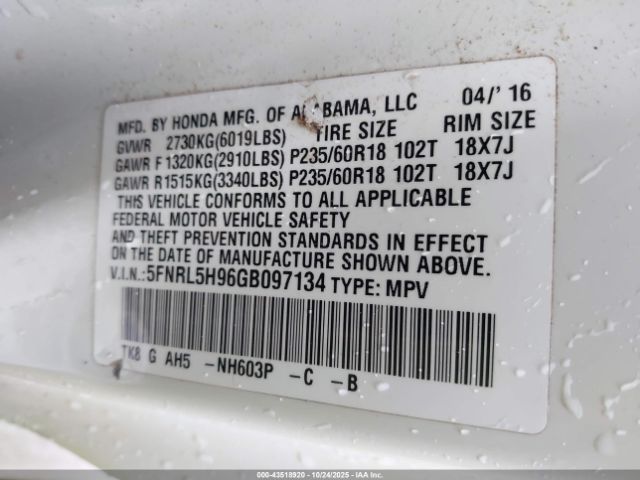 MFD. BY HONDA MFG. OF ALABAMA, LLC 04/' 16
GVWR 2730KG(6019LBS) TIRE SIZE RIM SIZE
GAWR F 1320KG(2910LBS) P235/60R18 102T 18X7J
GAWR R1515KG(3340LBS) P235/60R18 102T 18X7J
THIS VEHICLE CONFORMS TO ALL APPLICABLE
FEDERAL MOTOR VEHICLE SAFETY
AND THEFT PREVENTION STANDARDS IN EFFECT
ON THE DATE OF MANUFACTURE SHOWN ABOVE.
V.I.N.:5FNRL5H96GB097134 TYPE: MPV
TK8 G AH5 -NH603P -C -B
000-43518920 - 10/24/2025 - IAAI.COM